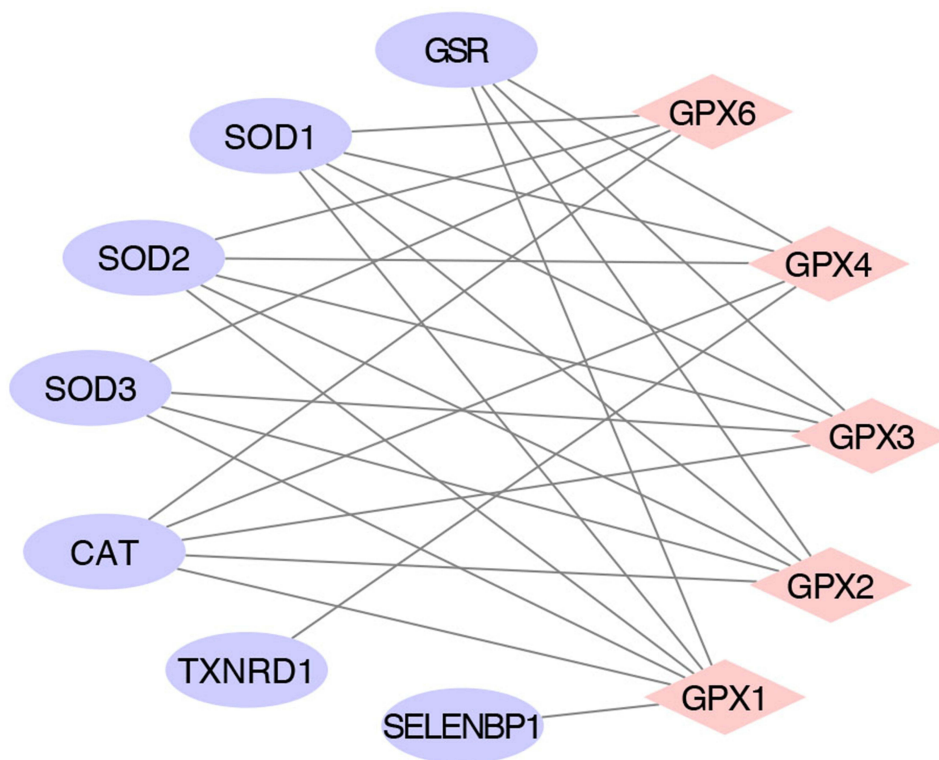 GSR
GPX6
SOD1
SOD2
GPX4
SOD3
GPX3
CAT
GPX2
TXNRD1
GPX1
SELENBP1